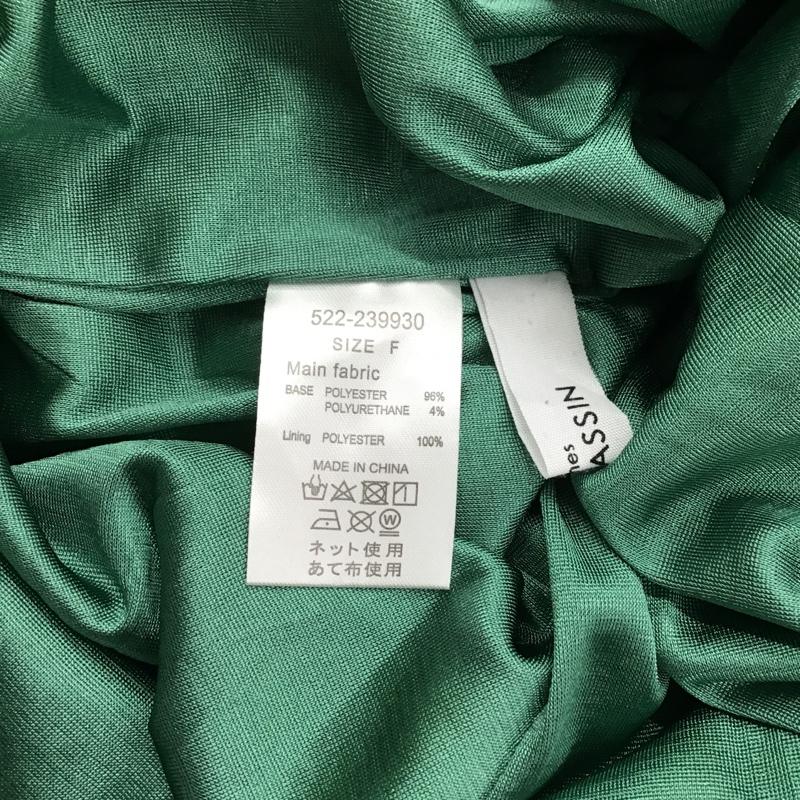 522-239930
SIZE F
Main fabric
BASE POLYESTER 96%
POLYURETHANE 4%
Lining POLYESTER 100%
MADE IN CHINA
W
ネット使用
あて布使用
nes
ASSIN